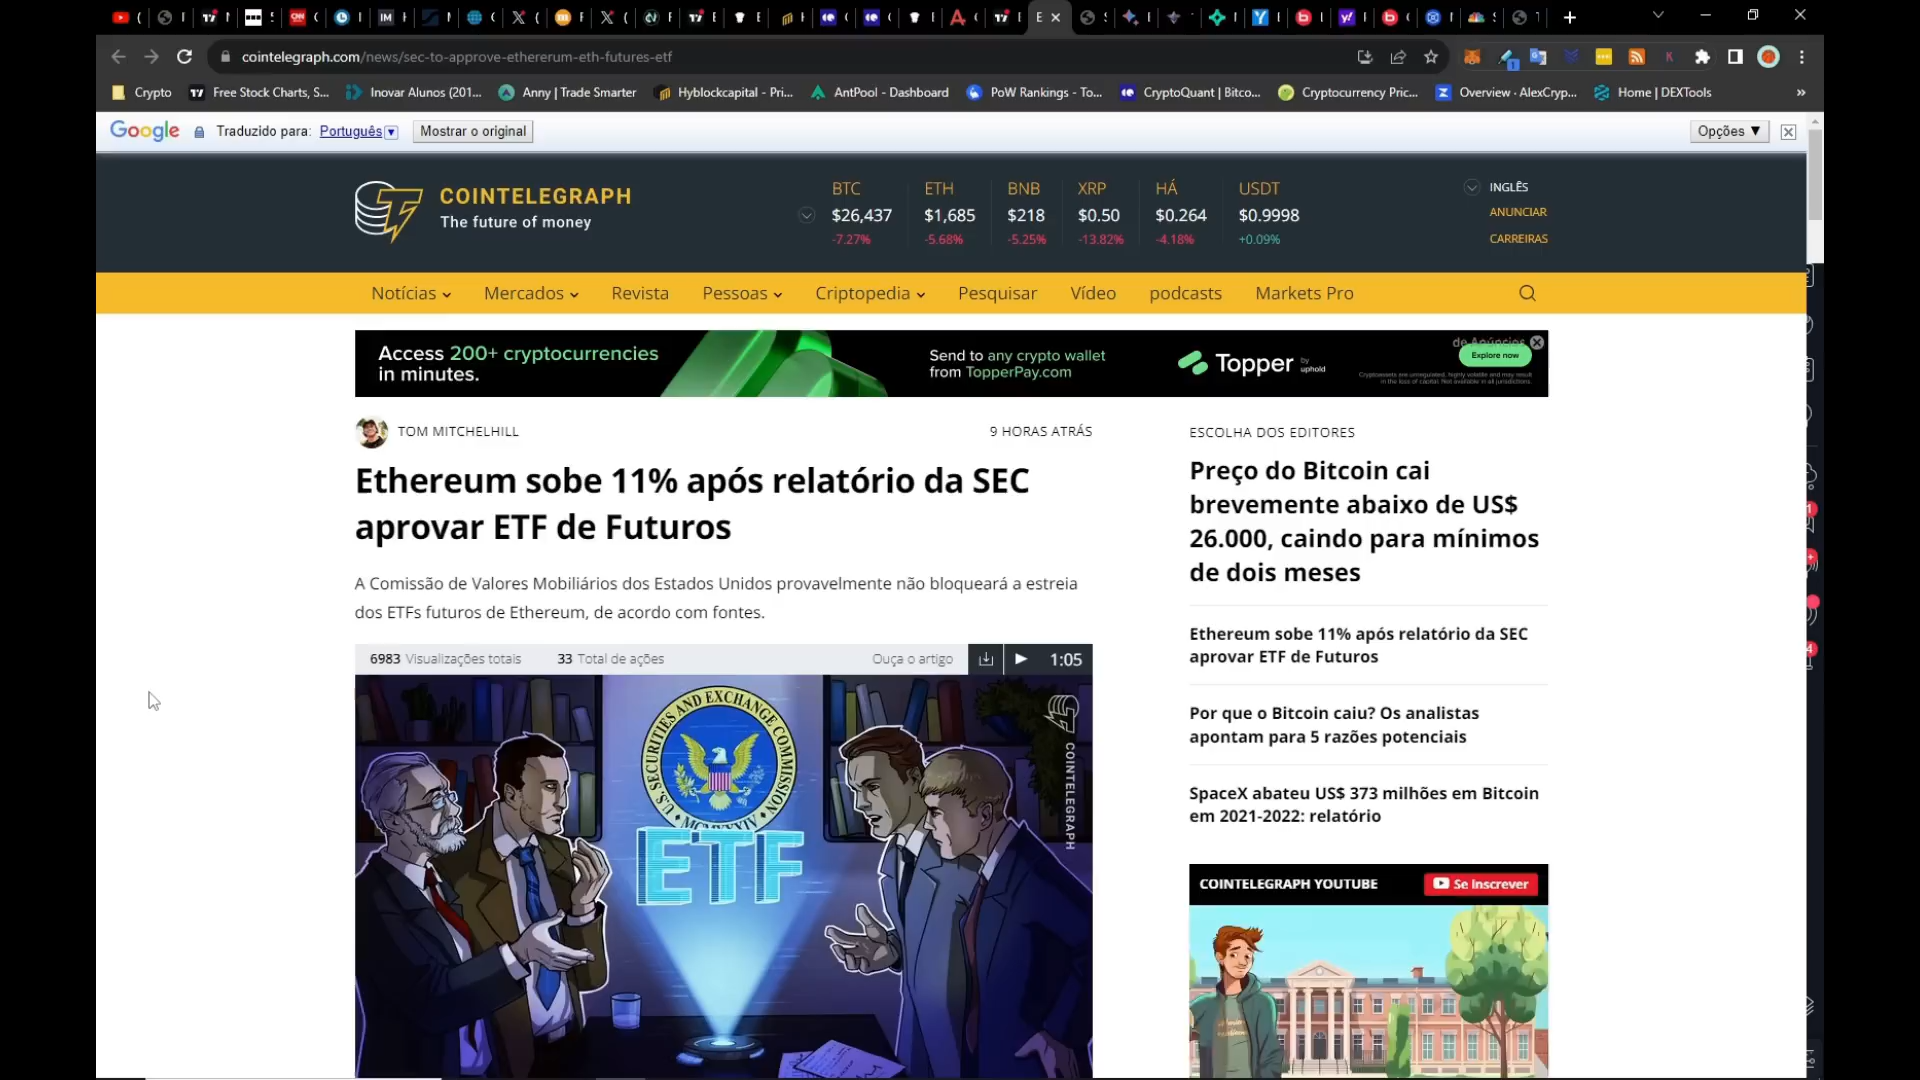 cointelegraph.com/news/sec-to-approve-ethererum-eth-futures-etf
Crypto
Free Stock Charts, S...
Inovar Alunos (201...
Anny | Trade Smarter
Hyblockcapital - Pri...
AntPool - Dashboard
PoW Rankings - To...
CryptoQuant | Bitco...
Cryptocurrency Pric...
Overview · AlexCryp...
Home | DEXTools
»
Google Traduzido para: Português Mostrar o original Opções ▼
COINTELEGRAPH
The future of money
BTC ETH BNB XRP HÁ USDT
$26,437 $1,685 $218 $0.50 $0.264 $0.9998
-7.27% -5.68% -5.25% -13.82% -4.18% +0.09%
INGLÊS
ANUNCIAR
CARREIRAS
Notícias Mercados Revista Pessoas Criptopedia Pesquisar Vídeo podcasts Markets Pro
Access 200+ cryptocurrencies
in minutes.
Send to any crypto wallet
from TopperPay.com
Topper by uphold
de Anúncios
Explore now
TOM MITCHELHILL
9 HORAS ATRÁS
Ethereum sobe 11% após relatório da SEC
aprovar ETF de Futuros
A Comissão de Valores Mobiliários dos Estados Unidos provavelmente não bloqueará a estreia
dos ETFs futuros de Ethereum, de acordo com fontes.
6983 Visualizações totais 33 Total de ações Ouça o artigo 1:05
U.S. SECURITIES AND EXCHANGE COMMISSION
MCMXXXIV
ETF
COINTELEGRAPH
ESCOLHA DOS EDITORES
Preço do Bitcoin cai
brevemente abaixo de US$
26.000, caindo para mínimos
de dois meses
Ethereum sobe 11% após relatório da SEC
aprovar ETF de Futuros
Por que o Bitcoin caiu? Os analistas
apontam para 5 razões potenciais
SpaceX abateu US$ 373 milhões em Bitcoin
em 2021-2022: relatório
COINTELEGRAPH YOUTUBE Se Inscrever